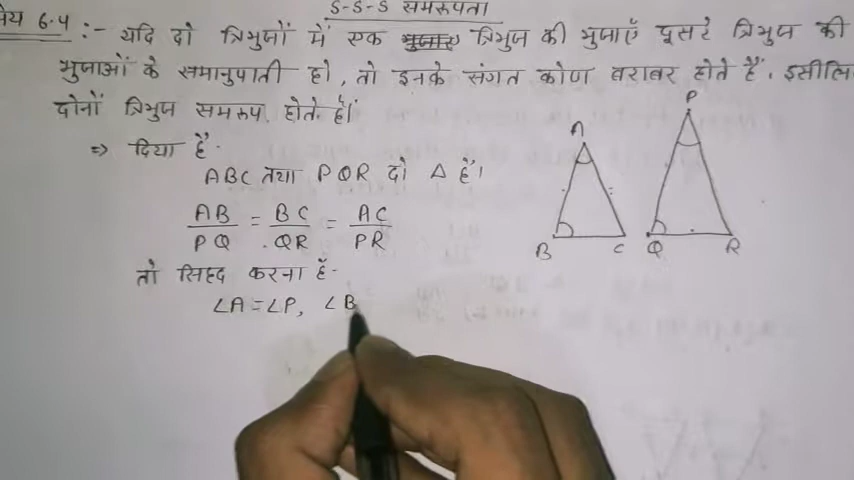 S-S-S समरूपता
मेय 6.4 :- यदि दो त्रिभुजों में एक त्रिभुज की भुजाएँ दूसरे त्रिभुज की
भुजाओं के समानुपाती हो, तो इनके संगत कोण बराबर होते हैं. इसीलि
दोनों त्रिभुज समरूप होते हैं।
⇒ दिया है.
ABC तथा PQR दो △ हैं।
AB/PQ = BC/QR = AC/PR
तो सिद्ध करना है.
∠A=∠P, ∠B
A
B
C
P
Q
R